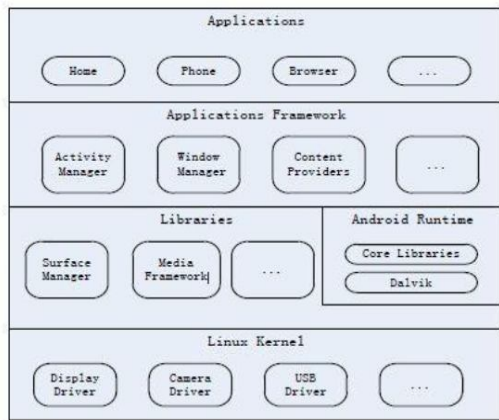 Applications
Home
Phone
Browser
...
Applications Framework
Activity
Manager
Window
Manager
Content
Providers
...
Libraries
Surface
Manager
Media
Framework
...
Android Runtime
Core Libraries
Dalvik
Linux Kernel
Display
Driver
Camera
Driver
USB
Driver
...